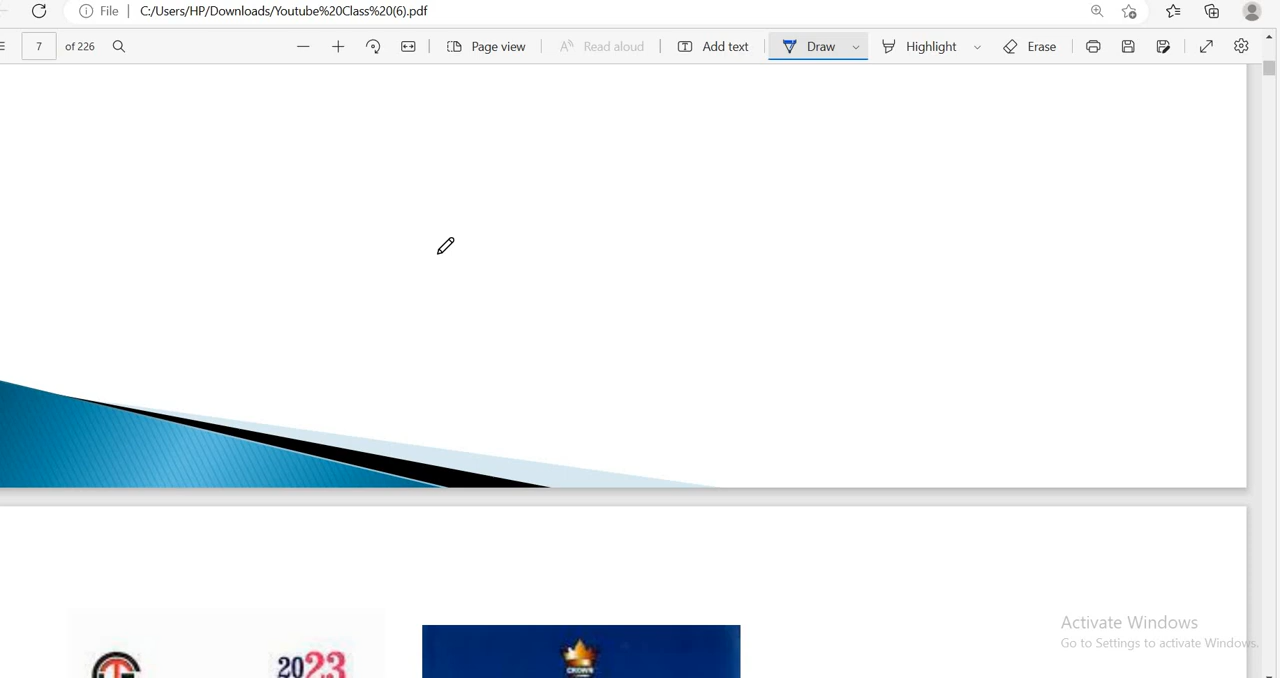 File C:/Users/HP/Downloads/Youtube%20Class%20(6).pdf
7 of 226 Page view Read aloud Add text Draw Highlight Erase
2023
CROWN
Activate Windows
Go to Settings to activate Windows.